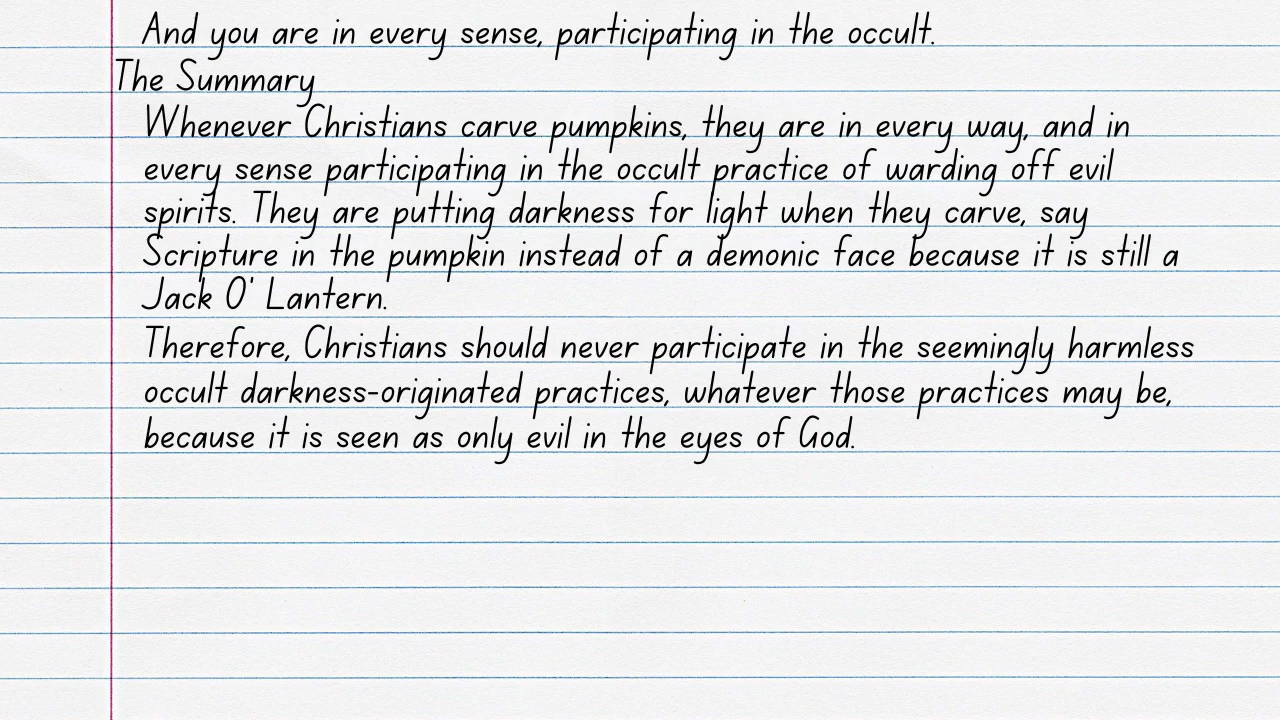 And you are in every sense, participating in the occult.
The Summary
Whenever Christians carve pumpkins, they are in every way, and in
every sense participating in the occult practice of warding off evil
spirits. They are putting darkness for light when they carve, say
Scripture in the pumpkin instead of a demonic face because it is still a
Jack O' Lantern.
Therefore, Christians should never participate in the seemingly harmless
occult darkness-originated practices, whatever those practices may be,
because it is seen as only evil in the eyes of God.